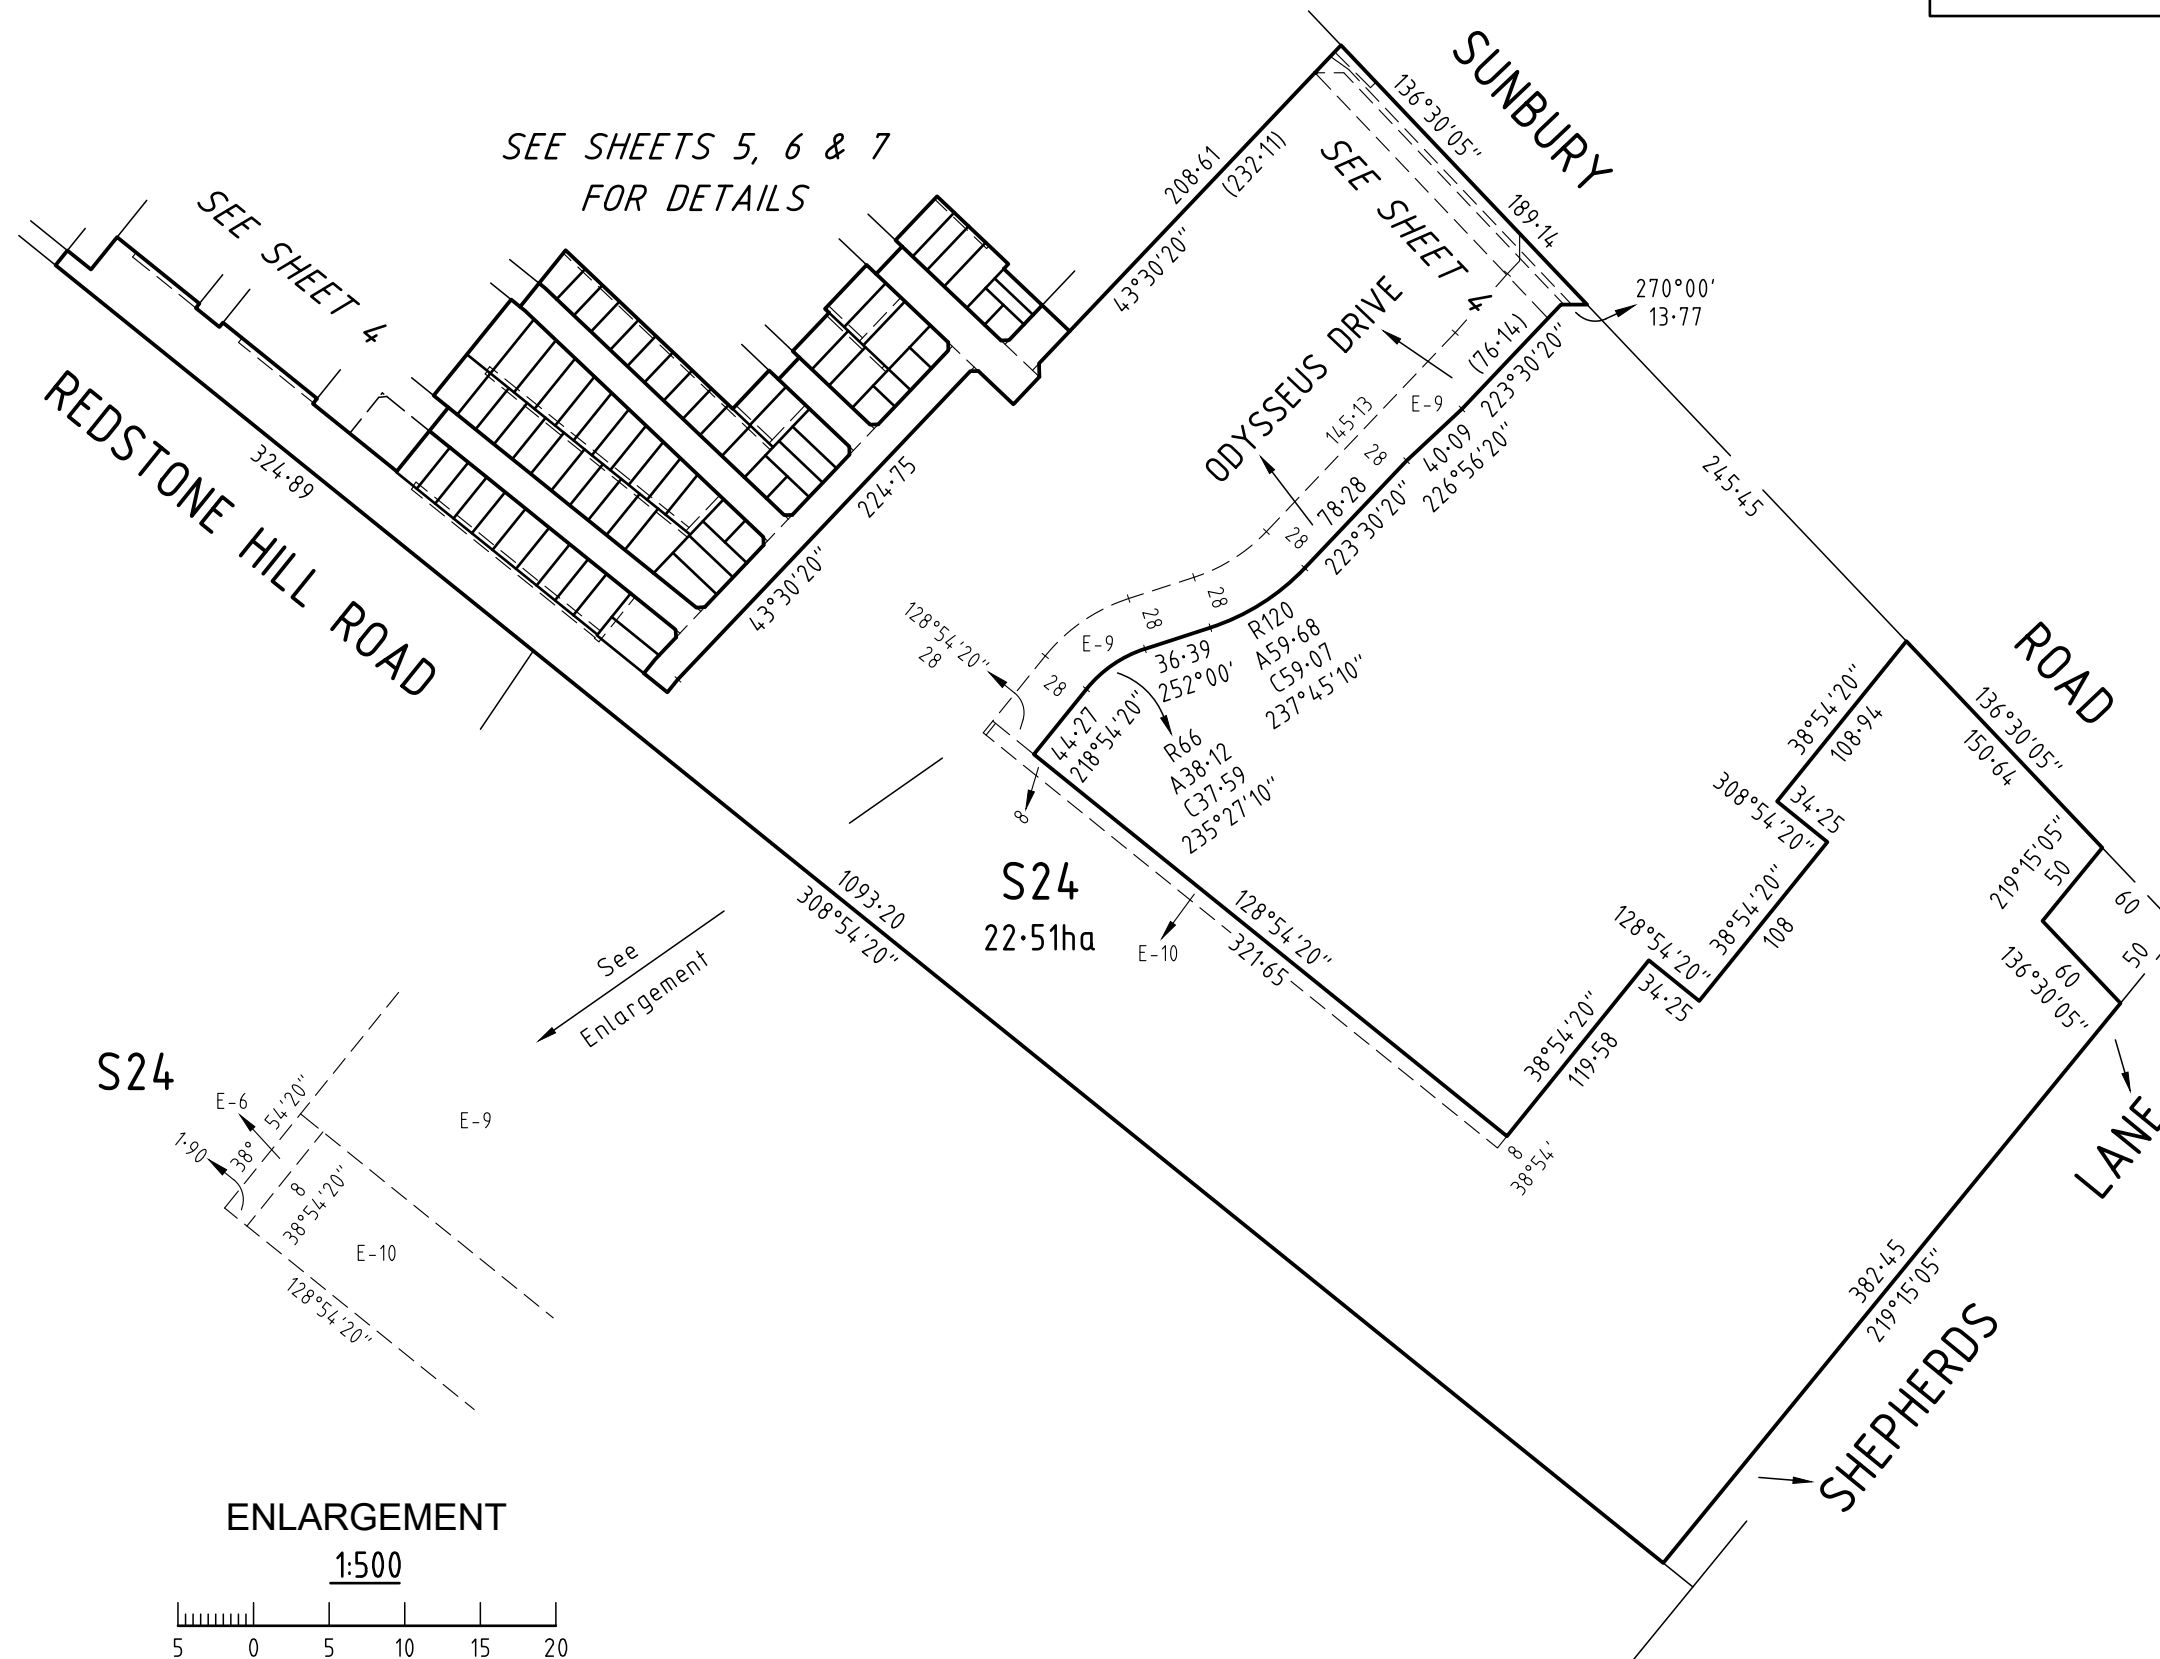 SUNBURY
136°30'05"
SEE SHEETS 5, 6 & 7
FOR DETAILS
208·61
(232·11)
43°30'20"
SEE SHEET 4
189·14
SEE SHEET 4
270°00'
13·77
ODYSSEUS DRIVE
(76·14)
223°30'20"
E-9
145·13
28
40·09
226°56'20"
245·45
REDSTONE HILL ROAD
324·89
224·75
43°30'20"
28
78·28
223°30'20"
28
28
R120
A59·68
C59·07
237°45'10"
128°54'20"
28
E-9
36·39
252°00'
28
44·27
218°54'20"
R66
A38·12
C37·59
235°27'10"
8
ROAD
38°54'20"
108·94
136°30'05"
150·64
308°54'20"
34·25
219°15'05"
50
60
S24
22·51ha
1093·20
308°54'20"
128°54'20"
321·65
E-10
128°54'20"
34·25
38°54'20"
108
60
136°30'05"
50
See
Enlargement
38°54'20"
119·58
8
38°54'
LANE
S24
E-6
38° 54'20"
E-9
1·90
8
38°54'20"
E-10
128°54'20"
382·45
219°15'05"
SHEPHERDS
ENLARGEMENT
1:500
5 0 5 10 15 20